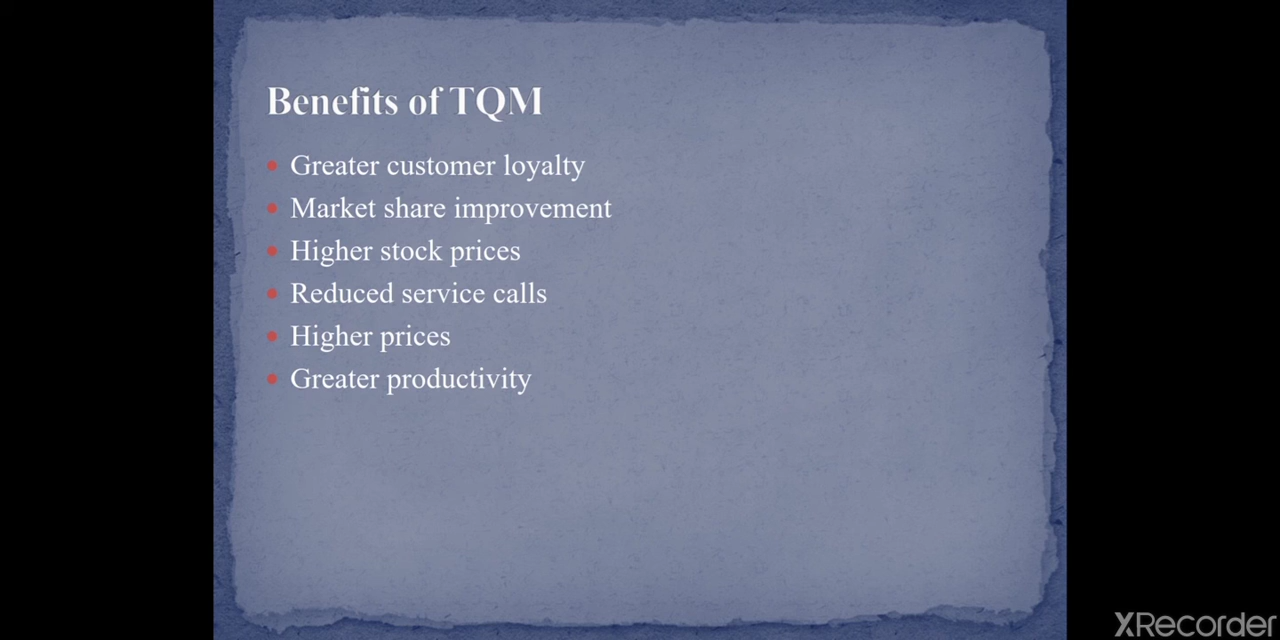 Benefits of TQM
Greater customer loyalty
Market share improvement
Higher stock prices
Reduced service calls
Higher prices
Greater productivity
XRecorder